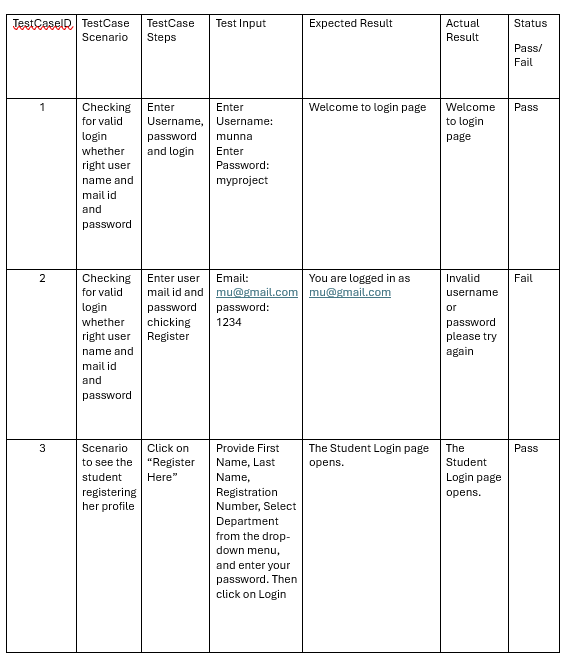 TestCaseID
TestCase
Scenario
TestCase
Steps
Test Input
Expected Result
Actual
Result
Status
Pass/
Fail
1
Checking
for valid
login
whether
right user
name and
mail id
and
password
Enter
Username,
password
and login
Enter
Username:
munna
Enter
Password:
myproject
Welcome to login page
Welcome
to login
page
Pass
2
Checking
for valid
login
whether
right user
name and
mail id
and
password
Enter user
mail id and
password
chicking
Register
Email:
mu@gmail.com
password:
1234
You are logged in as
mu@gmail.com
Invalid
username
or
password
please try
again
Fail
3
Scenario
to see the
student
registering
her profile
Click on
“Register
Here”
Provide First
Name, Last
Name,
Registration
Number, Select
Department
from the drop-
down menu,
and enter your
password. Then
click on Login
The Student Login page
opens.
The
Student
Login page
opens.
Pass